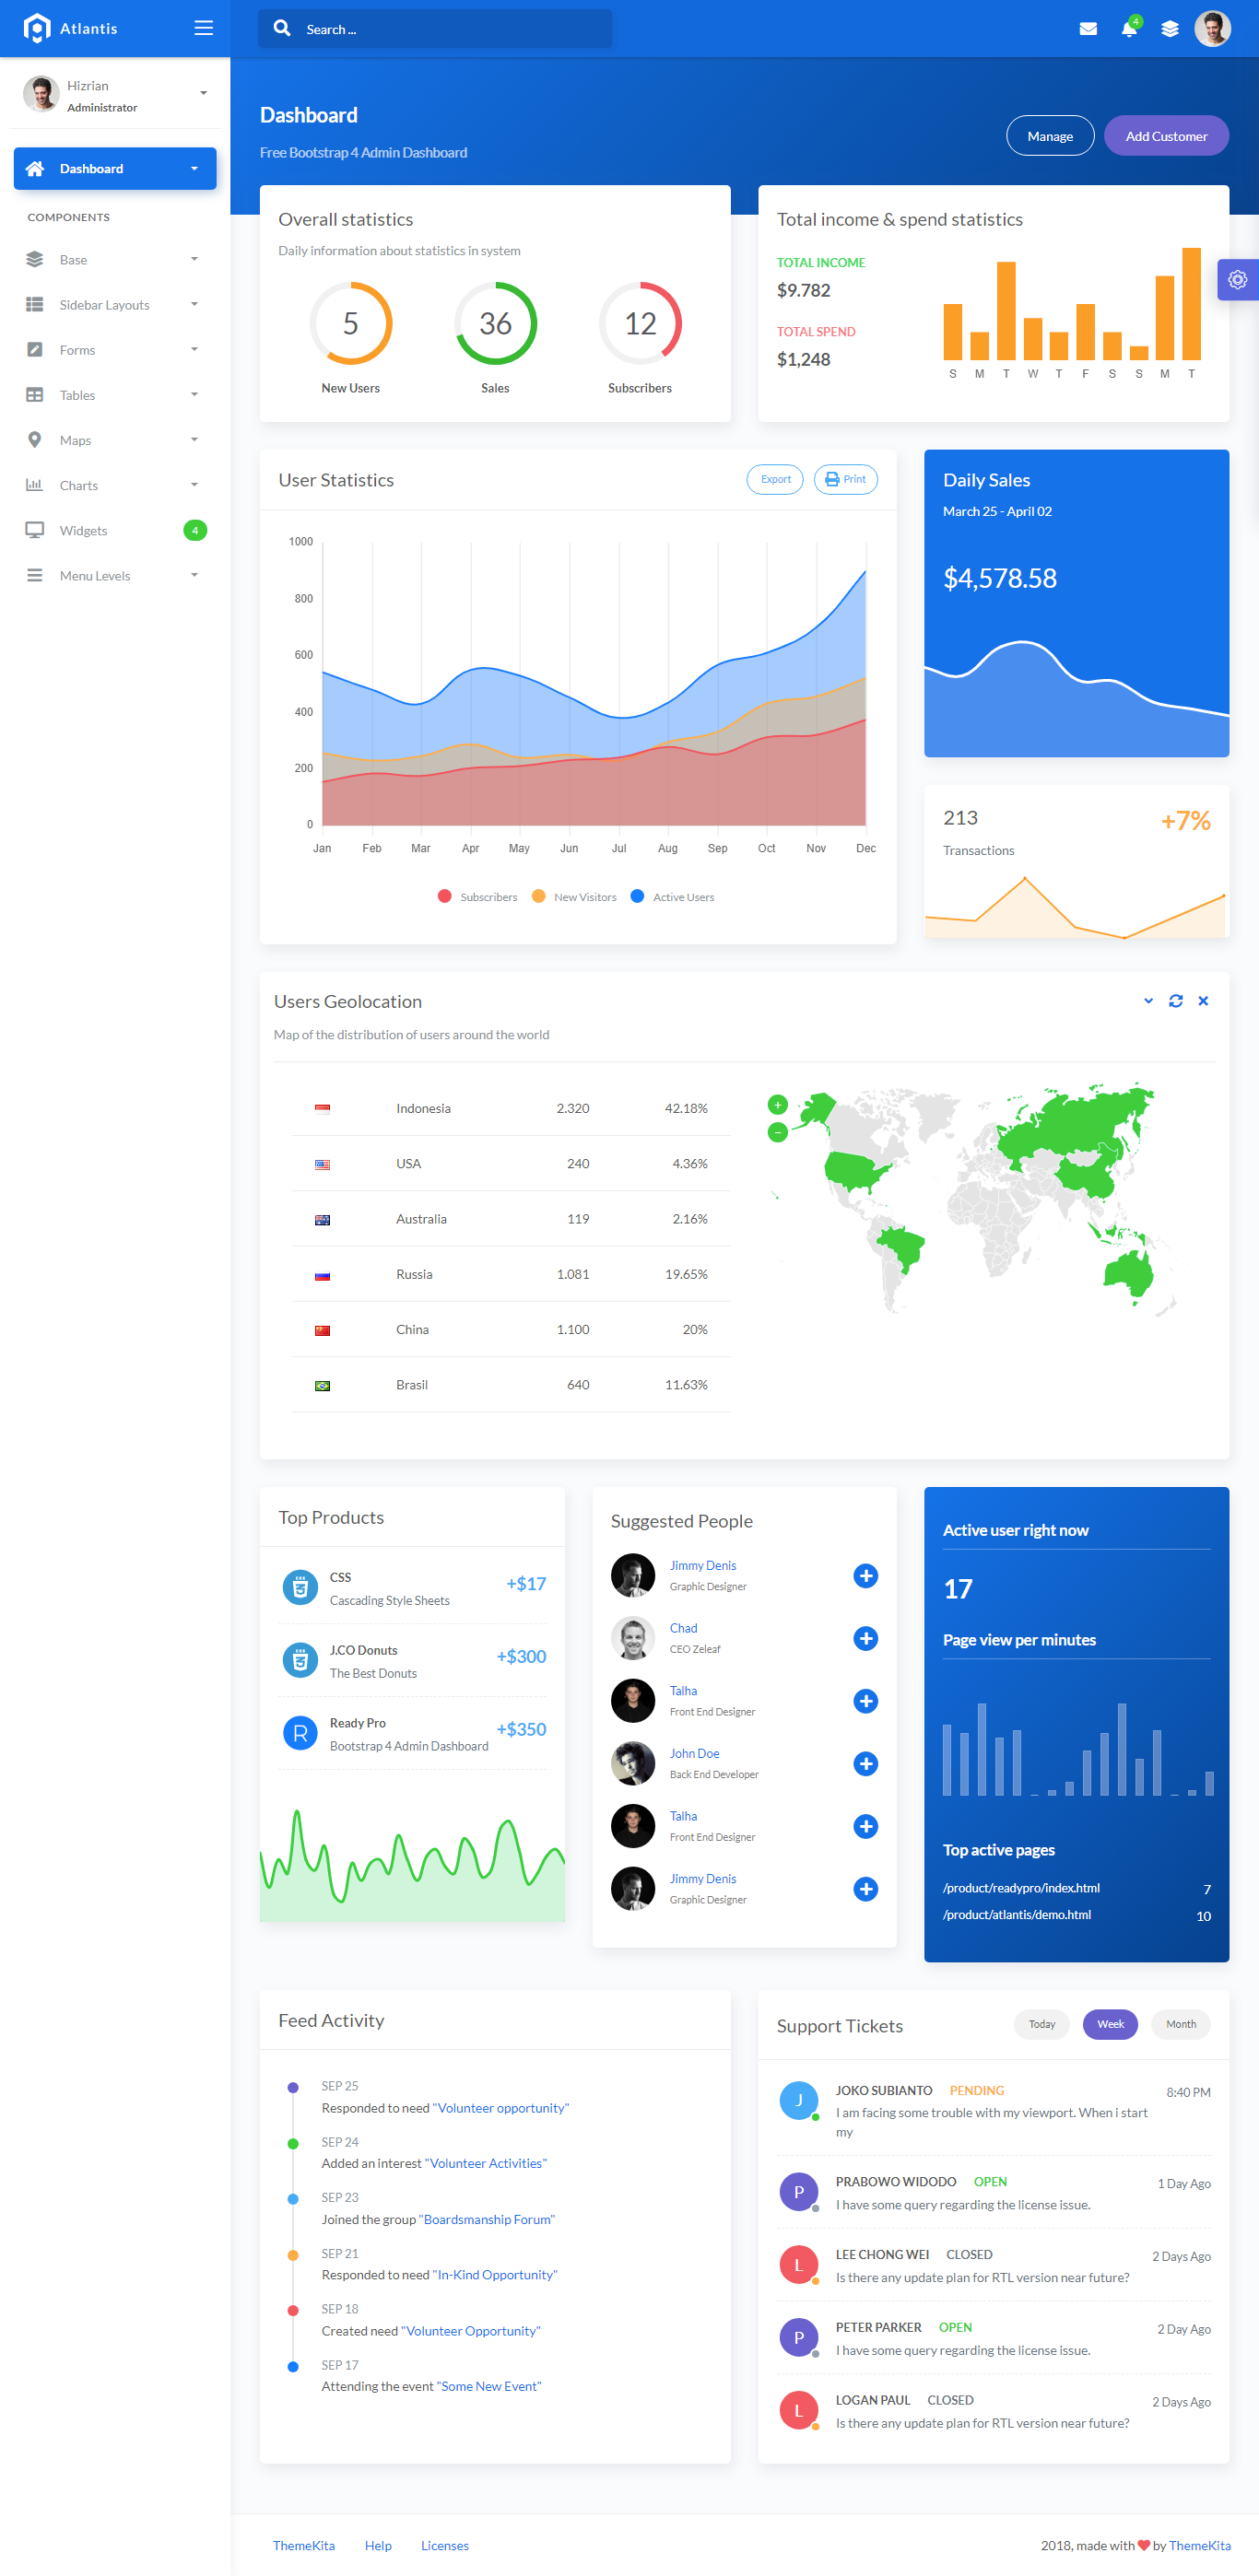 Atlantis
Search ...
4
Hizrian
Administrator
Dashboard
COMPONENTS
Base
Sidebar Layouts
Forms
Tables
Maps
Charts
Widgets 4
Menu Levels
Dashboard
Free Bootstrap 4 Admin Dashboard
Manage Add Customer
Overall statistics
Daily information about statistics in system
5 36 12
New Users Sales Subscribers
Total income & spend statistics
TOTAL INCOME
$9.782
TOTAL SPEND
$1,248
S M T W T F S S M T
User Statistics
Export Print
1000
800
600
400
200
0
Jan Feb Mar Apr May Jun Jul Aug Sep Oct Nov Dec
Subscribers New Visitors Active Users
Daily Sales
March 25 - April 02
$4,578.58
213 +7%
Transactions
Users Geolocation
Map of the distribution of users around the world
Indonesia 2.320 42.18%
USA 240 4.36%
Australia 119 2.16%
Russia 1.081 19.65%
China 1.100 20%
Brasil 640 11.63%
+
−
Top Products
CSS +$17
Cascading Style Sheets
J.CO Donuts +$300
The Best Donuts
R Ready Pro +$350
Bootstrap 4 Admin Dashboard
Suggested People
Jimmy Denis
Graphic Designer
Chad
CEO Zeleaf
Talha
Front End Designer
John Doe
Back End Developer
Talha
Front End Designer
Jimmy Denis
Graphic Designer
Active user right now
17
Page view per minutes
Top active pages
/product/readypro/index.html 7
/product/atlantis/demo.html 10
Feed Activity
SEP 25
Responded to need "Volunteer opportunity"
SEP 24
Added an interest "Volunteer Activities"
SEP 23
Joined the group "Boardsmanship Forum"
SEP 21
Responded to need "In-Kind Opportunity"
SEP 18
Created need "Volunteer Opportunity"
SEP 17
Attending the event "Some New Event"
Support Tickets
Today Week Month
J JOKO SUBIANTO PENDING 8:40 PM
I am facing some trouble with my viewport. When i start
my
P PRABOWO WIDODO OPEN 1 Day Ago
I have some query regarding the license issue.
L LEE CHONG WEI CLOSED 2 Days Ago
Is there any update plan for RTL version near future?
P PETER PARKER OPEN 2 Day Ago
I have some query regarding the license issue.
L LOGAN PAUL CLOSED 2 Days Ago
Is there any update plan for RTL version near future?
ThemeKita Help Licenses
2018, made with ❤ by ThemeKita